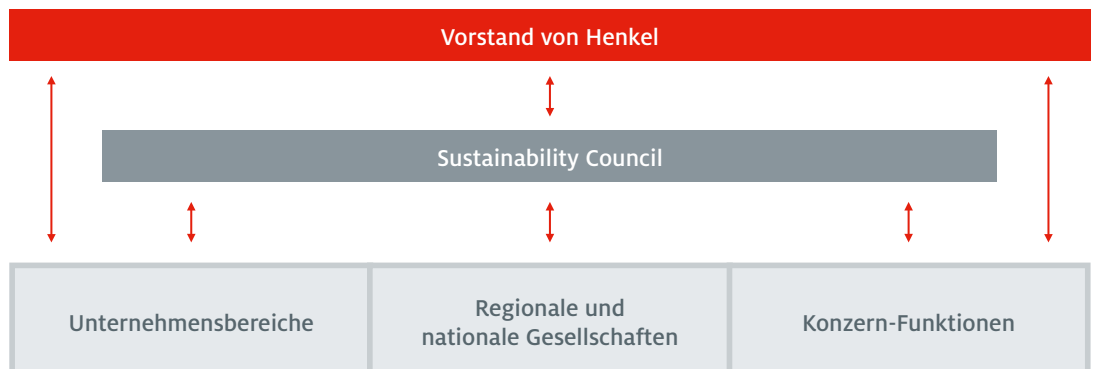 Vorstand von Henkel
Sustainability Council
Unternehmensbereiche
Regionale und
nationale Gesellschaften
Konzern-Funktionen